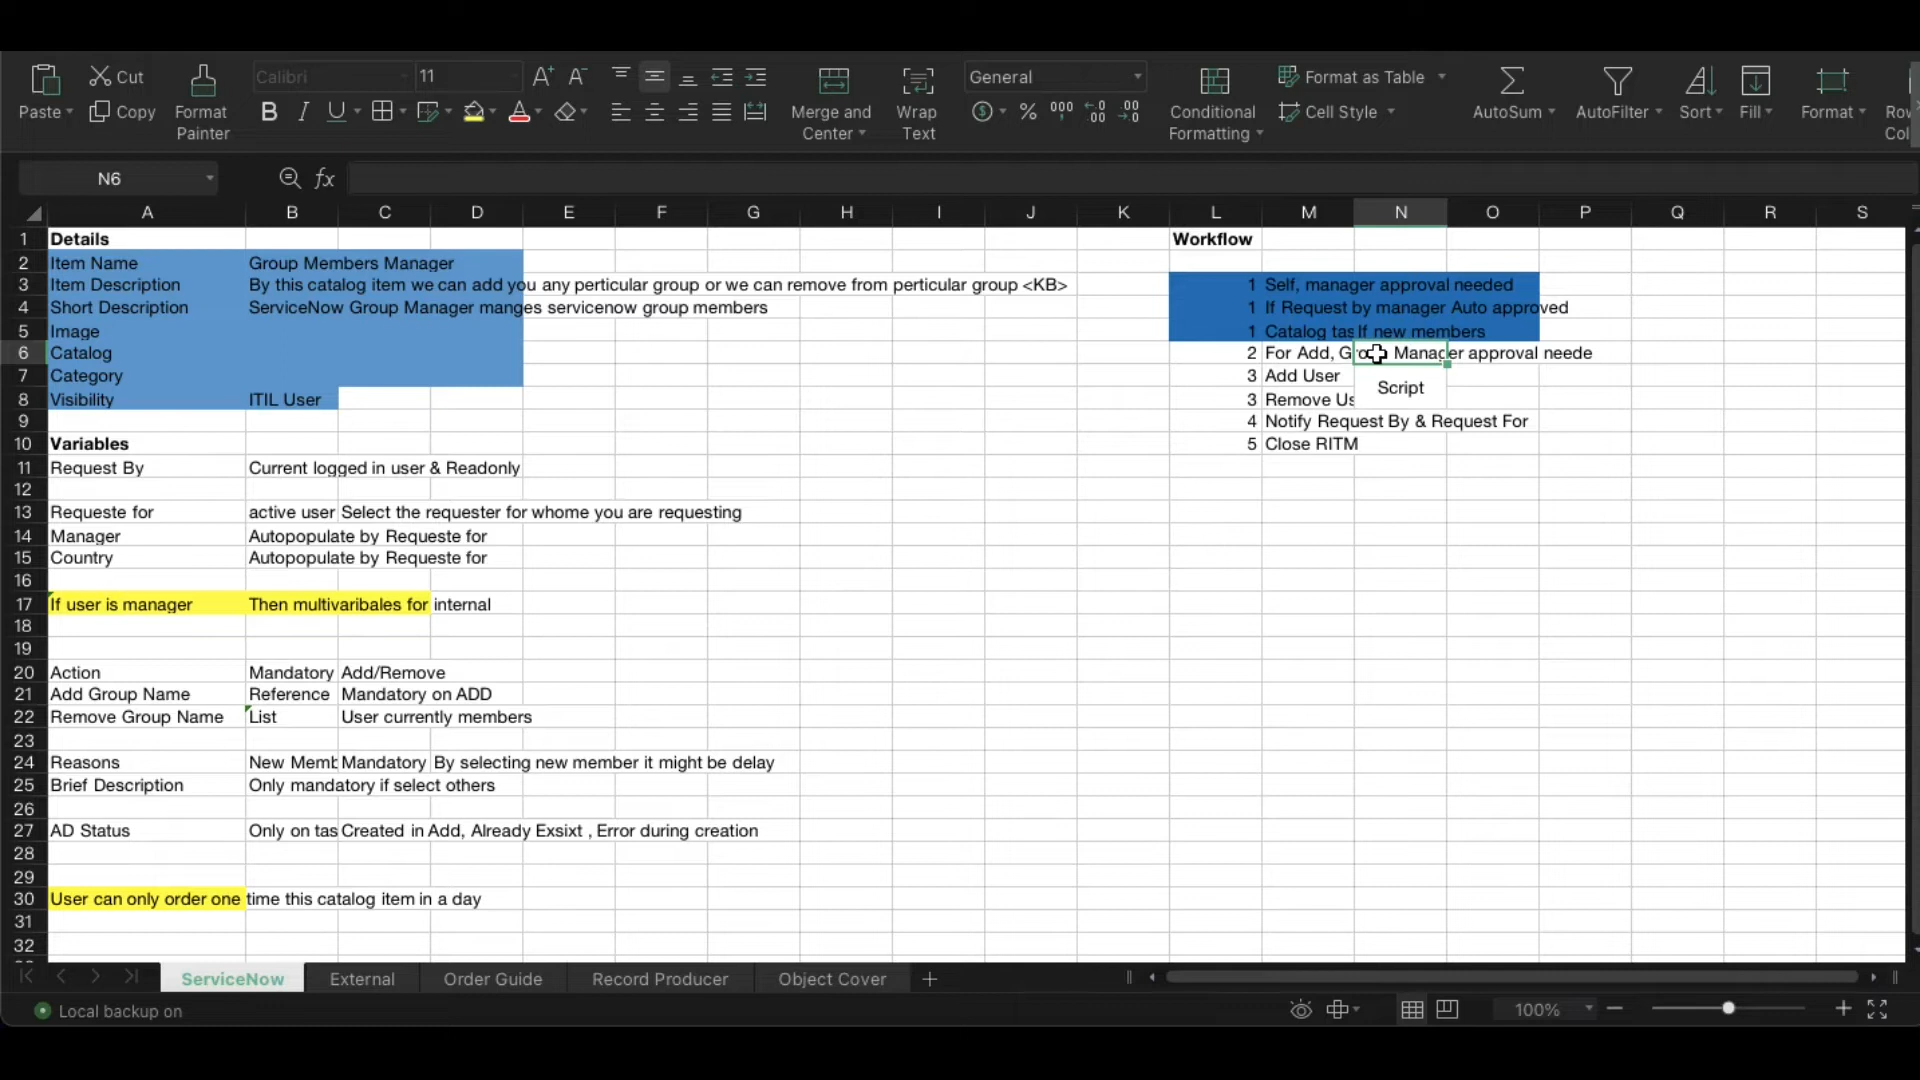 Paste
Cut
Copy
Format Painter
Calibri
11
General
Merge and Center
Wrap Text
Conditional Formatting
Format as Table
Cell Style
AutoSum
AutoFilter
Sort
Fill
Format
N6
fx
A B C D E F G H I J K L M N O P Q R S
1 Details Workflow
2 Item Name Group Members Manager
3 Item Description By this catalog item we can add you any perticular group or we can remove from perticular group <KB> 1 Self, manager approval needed
4 Short Description ServiceNow Group Manager manges servicenow group members 1 If Request by manager Auto approved
5 Image 1 Catalog tas If new members
6 Catalog 2 For Add, Manager approval neede
7 Category 3 Add User Script
8 Visibility ITIL User 3 Remove Us
9 4 Notify Request By & Request For
10 Variables 5 Close RITM
11 Request By Current logged in user & Readonly
12
13 Requeste for active user Select the requester for whome you are requesting
14 Manager Autopopulate by Requeste for
15 Country Autopopulate by Requeste for
16
17 If user is manager Then multivaribales for internal
18
19
20 Action Mandatory Add/Remove
21 Add Group Name Reference Mandatory on ADD
22 Remove Group Name List User currently members
23
24 Reasons New Memb Mandatory By selecting new member it might be delay
25 Brief Description Only mandatory if select others
26
27 AD Status Only on tas Created in Add, Already Exsixt , Error during creation
28
29
30 User can only order one time this catalog item in a day
31
32
ServiceNow External Order Guide Record Producer Object Cover
Local backup on 100%